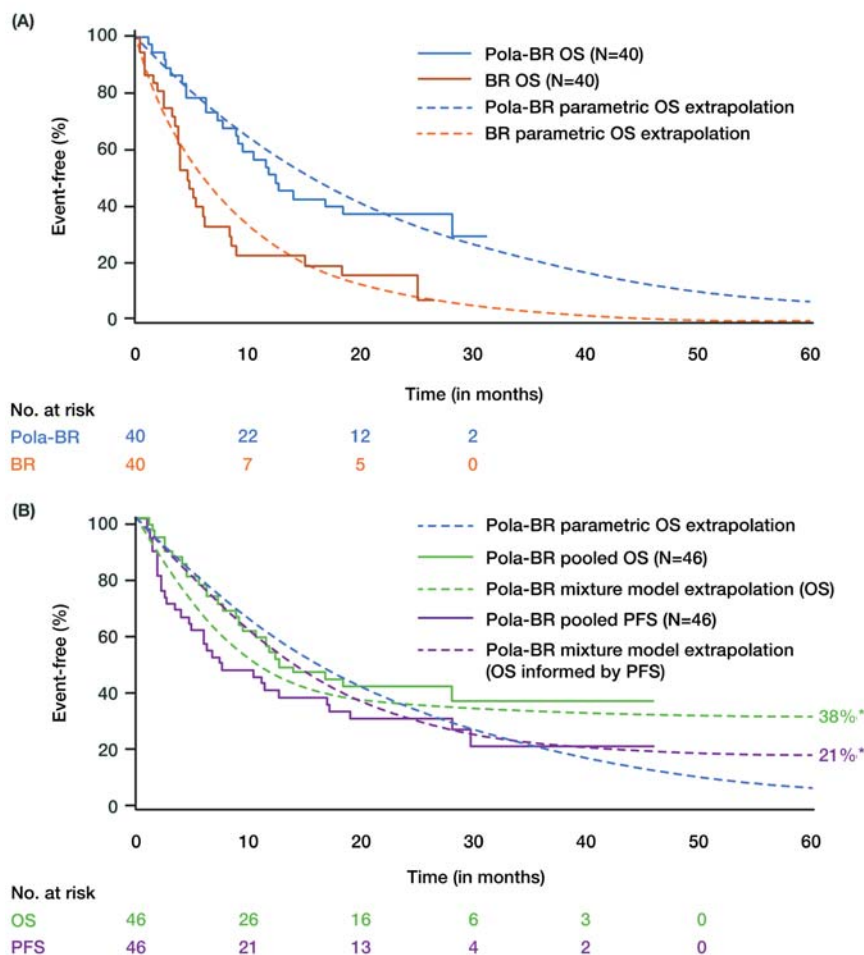 (A)
100
80
60
40
20
0
Event-free (%)
Pola-BR OS (N=40)
BR OS (N=40)
Pola-BR parametric OS extrapolation
BR parametric OS extrapolation
0 10 20 30 40 50 60
Time (in months)
No. at risk
Pola-BR 40 22 12 2
BR 40 7 5 0
(B)
100
80
60
40
20
0
Event-free (%)
Pola-BR parametric OS extrapolation
Pola-BR pooled OS (N=46)
Pola-BR mixture model extrapolation (OS)
Pola-BR pooled PFS (N=46)
Pola-BR mixture model extrapolation
(OS informed by PFS)
38%*
21%*
0 10 20 30 40 50 60
Time (in months)
No. at risk
OS 46 26 16 6 3 0
PFS 46 21 13 4 2 0